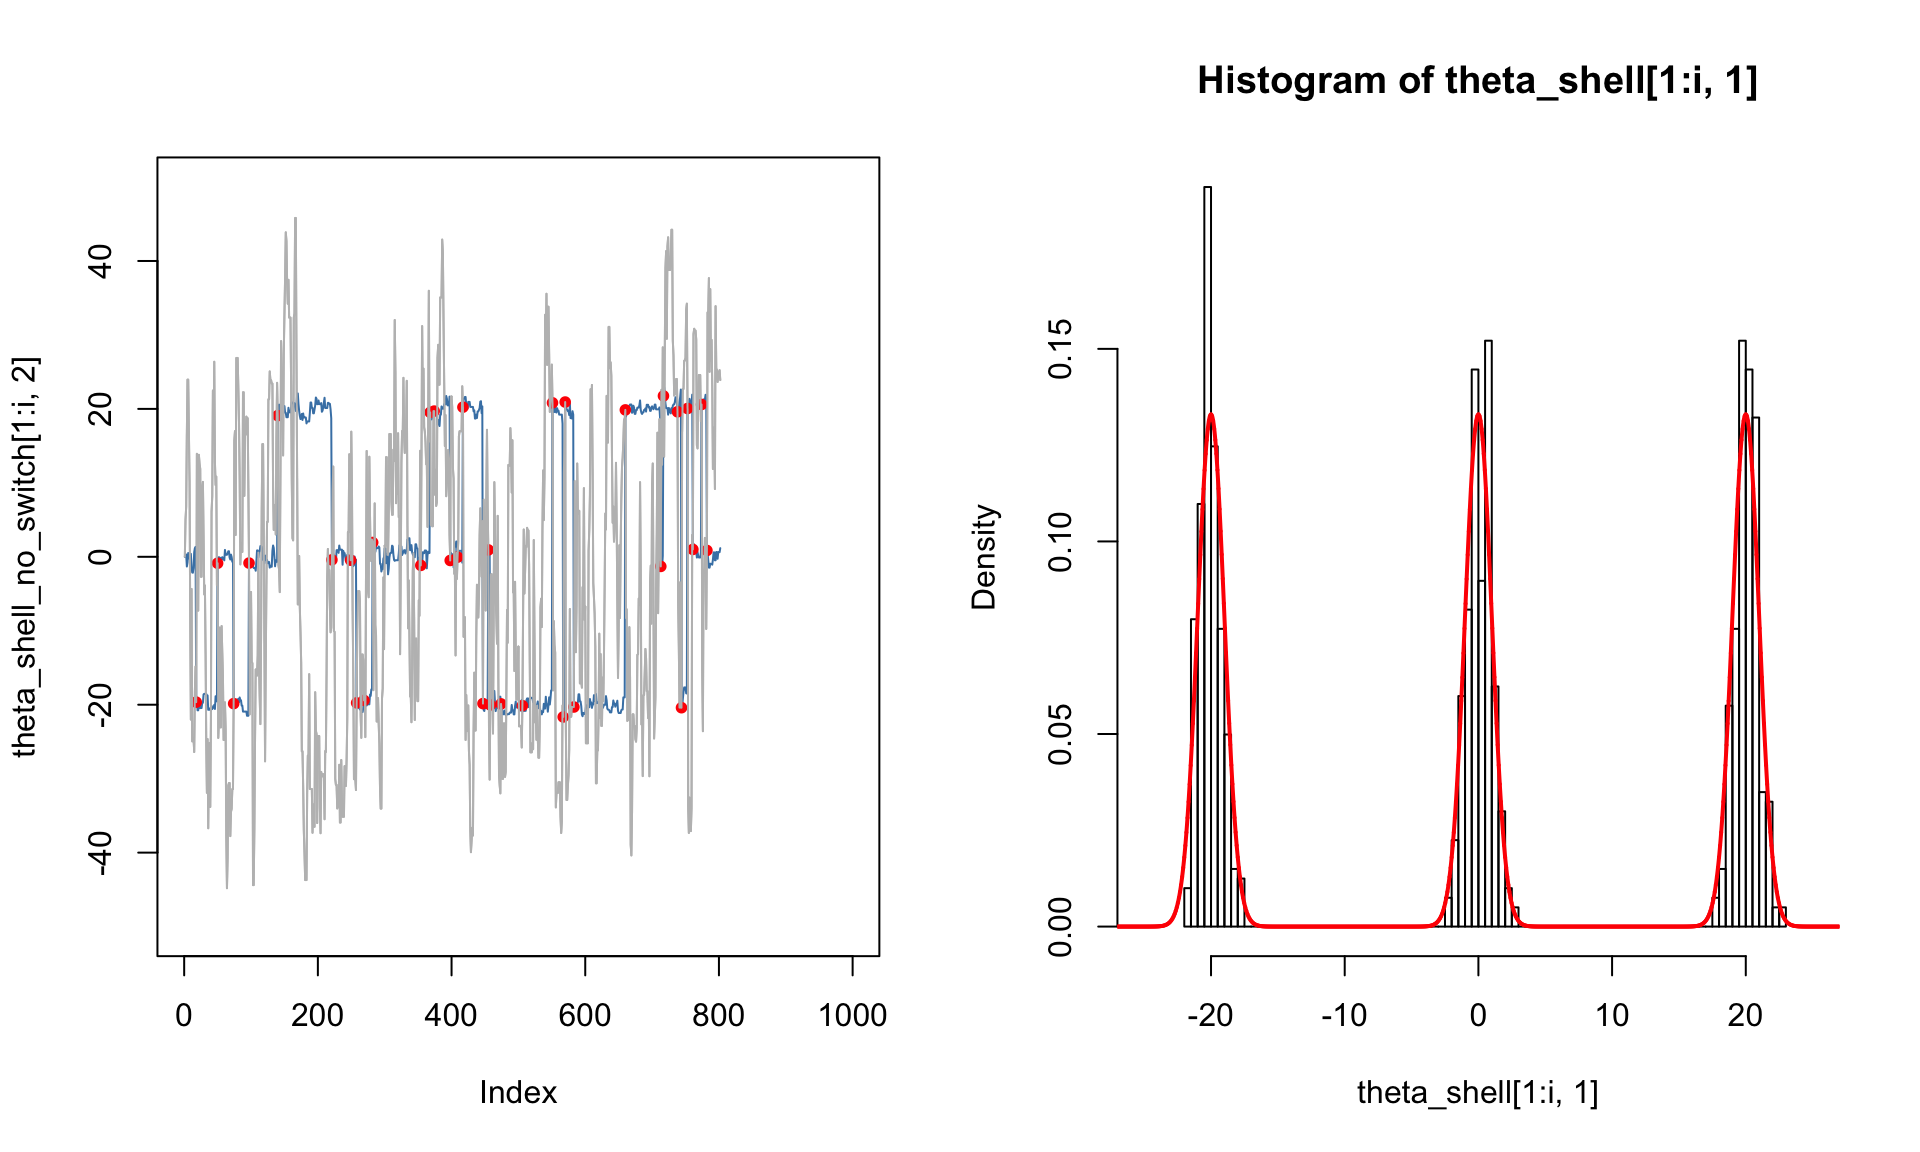 theta_shell_no_switch[1:i, 2]
40
20
0
-20
-40
0 200 400 600 800 1000
Index
Histogram of theta_shell[1:i, 1]
Density
0.15
0.10
0.05
0.00
-20 -10 0 10 20
theta_shell[1:i, 1]